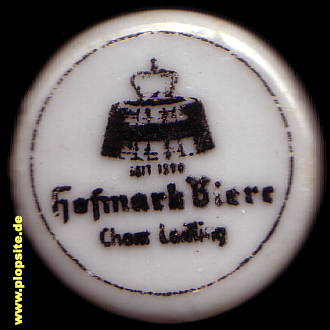 SEIT 1590
Hofmark Biere
Cham Loifling
www.plopsite.de